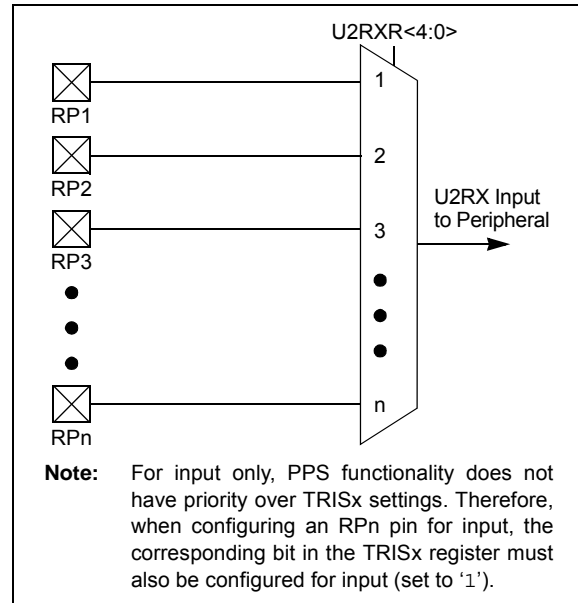 U2RXR<4:0>
1
RP1
2
RP2
U2RX Input
to Peripheral
3
RP3
n
RPn
Note: For input only, PPS functionality does not
have priority over TRISx settings. Therefore,
when configuring an RPn pin for input, the
corresponding bit in the TRISx register must
also be configured for input (set to ‘1’).